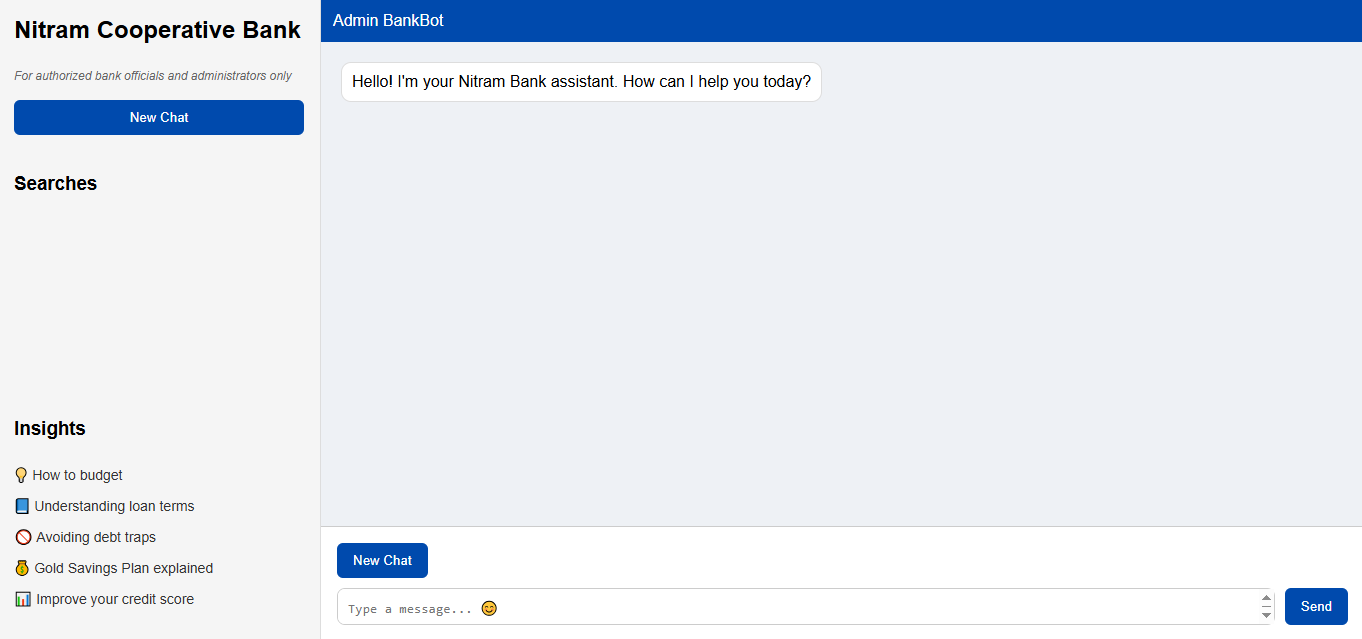 Nitram Cooperative Bank
For authorized bank officials and administrators only
New Chat
Searches
Insights
💡 How to budget
📘 Understanding loan terms
🚫 Avoiding debt traps
💰 Gold Savings Plan explained
📊 Improve your credit score
Admin BankBot
Hello! I'm your Nitram Bank assistant. How can I help you today?
New Chat
Type a message... 😊
Send